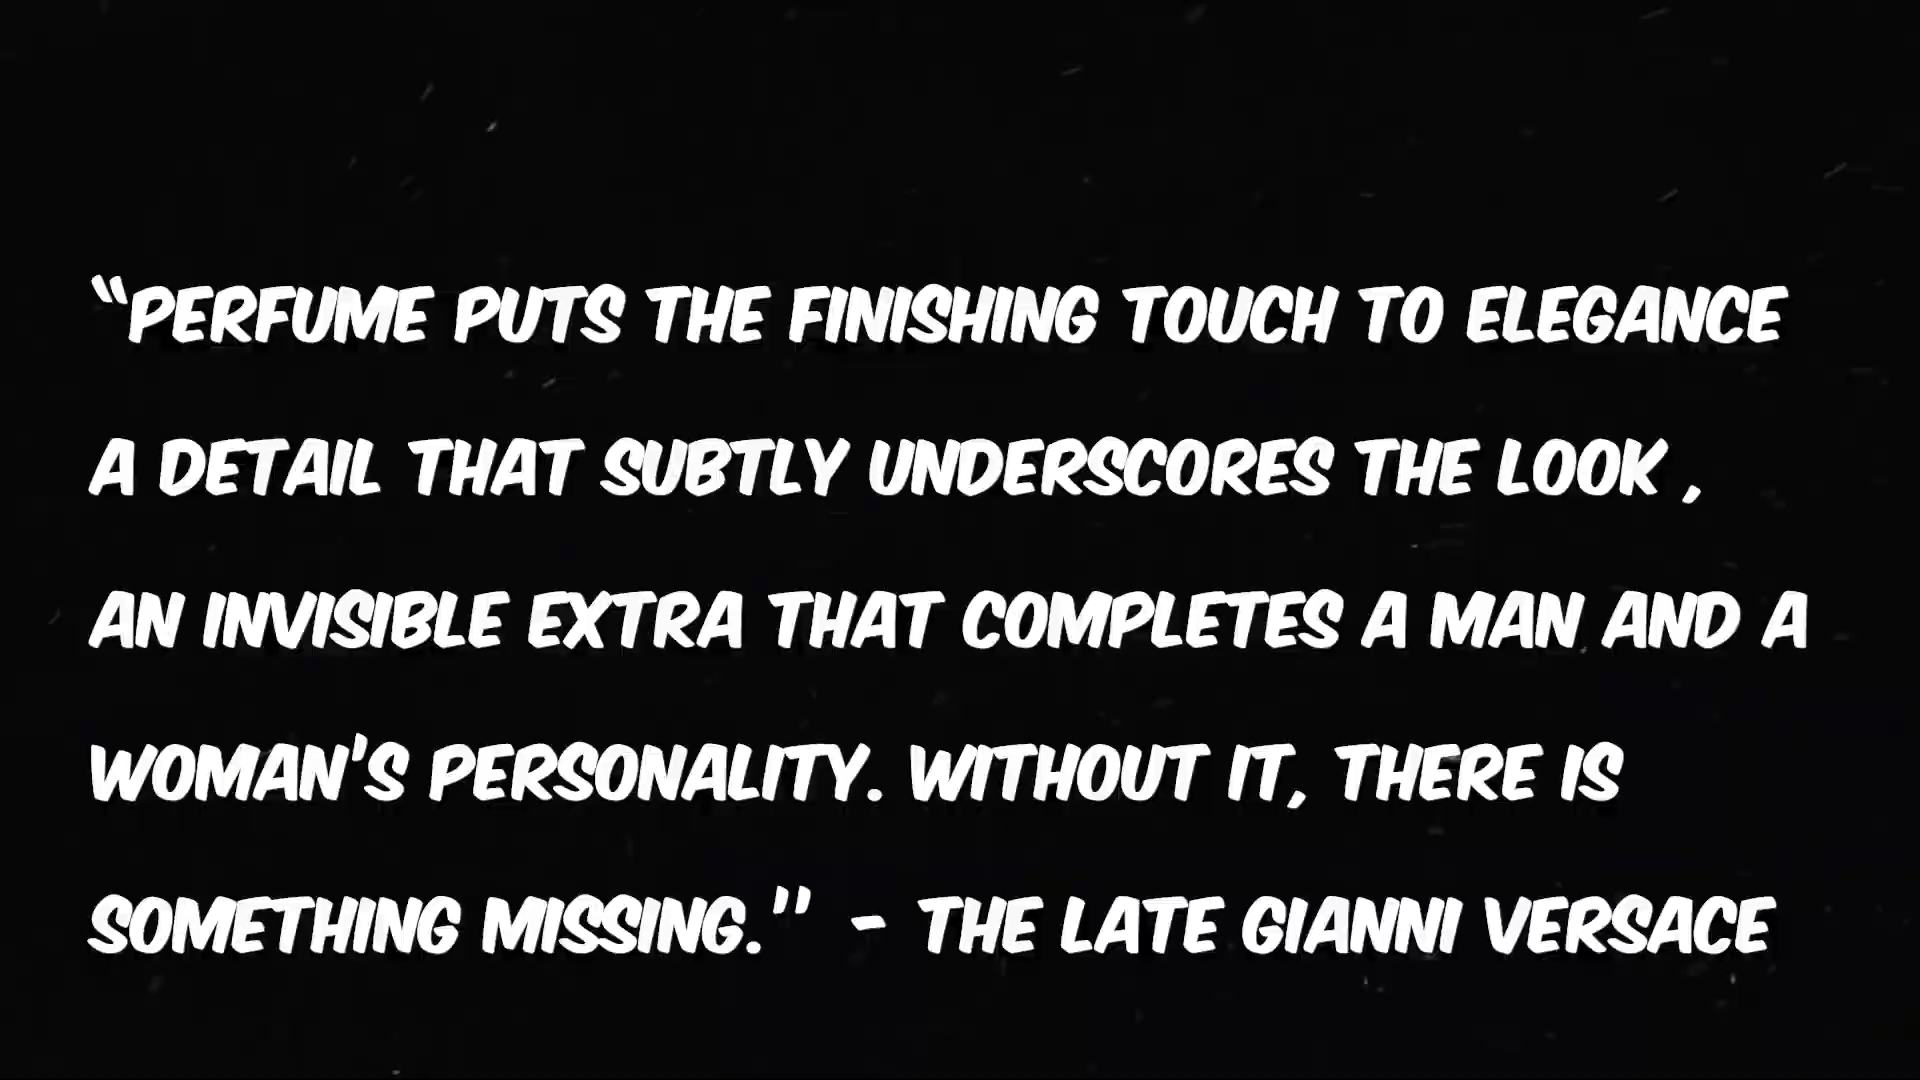 “PERFUME PUTS THE FINISHING TOUCH TO ELEGANCE
A DETAIL THAT SUBTLY UNDERSCORES THE LOOK ,
AN INVISIBLE EXTRA THAT COMPLETES A MAN AND A
WOMAN'S PERSONALITY. WITHOUT IT, THERE IS
SOMETHING MISSING." - THE LATE GIANNI VERSACE